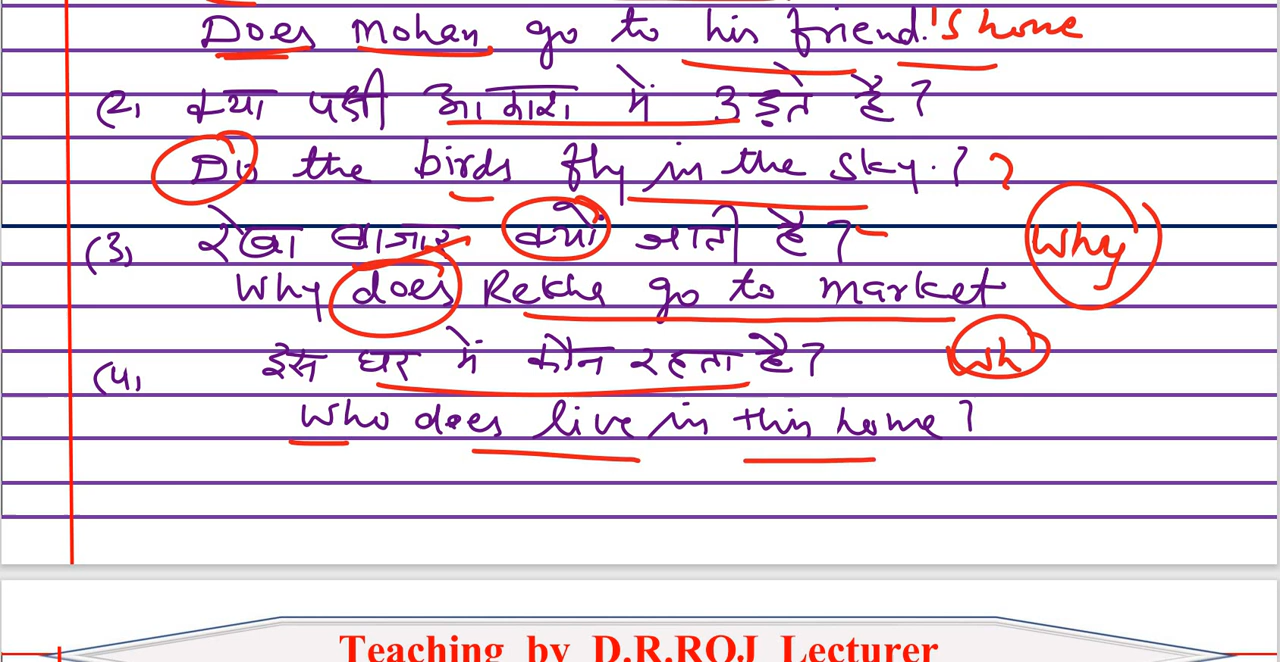 Does Mohan go to his friend's home
(2) क्या पक्षी आकाश में उड़ते हैं?
Do the birds fly in the sky.? ?
(3) रेखा बाजार क्यों जाती है? Why
Why does Rekha go to market
(4) इस घर में कौन रहता है? Wh
Who does live in this home?
Teaching by D.R.ROJ Lecturer